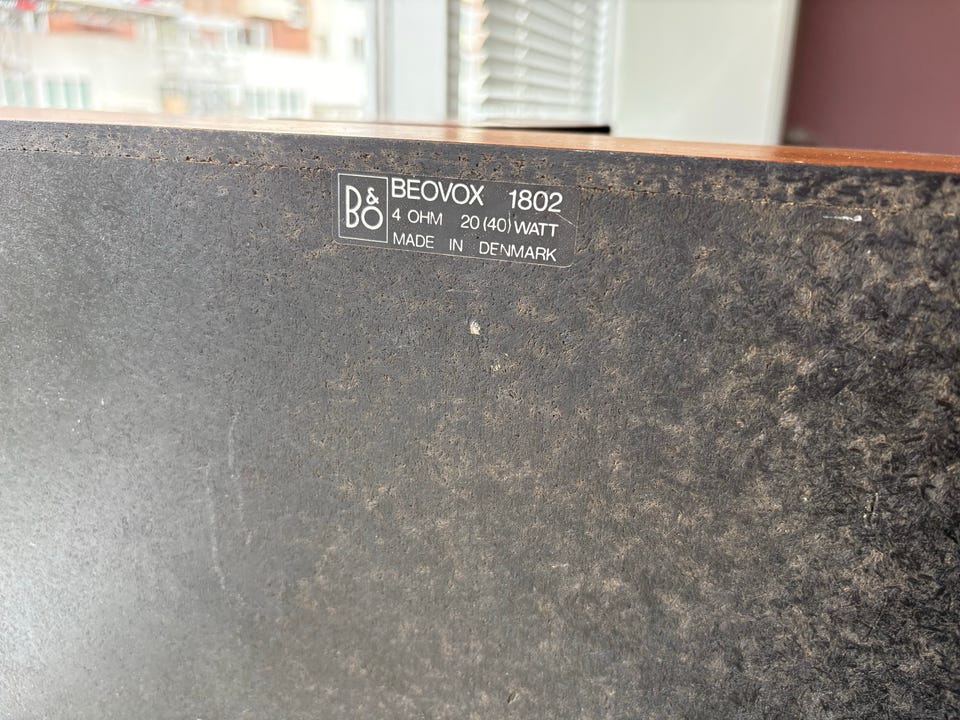 B&O
BEOVOX 1802
4 OHM 20(40) WATT
MADE IN DENMARK